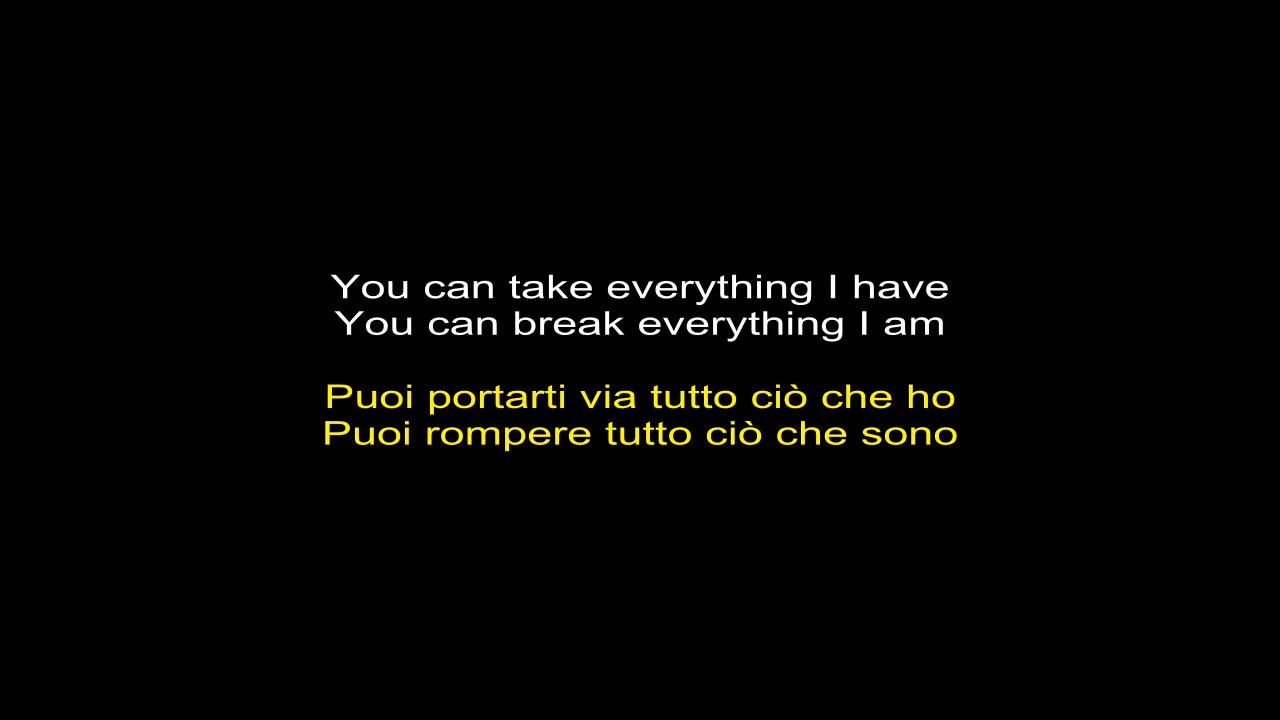 You can take everything I have
You can break everything I am
Puoi portarti via tutto ciò che ho
Puoi rompere tutto ciò che sono